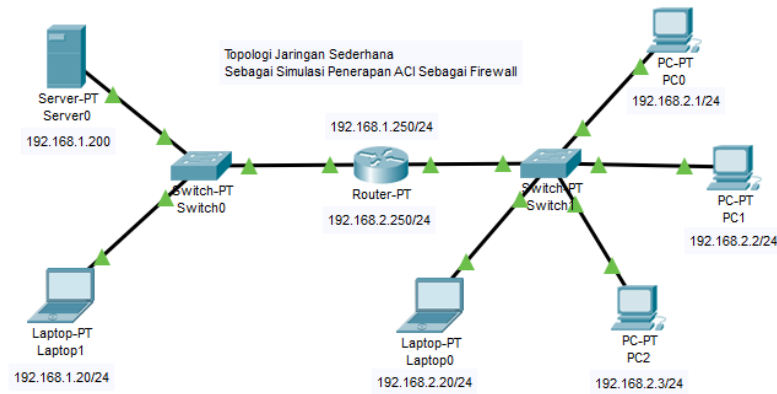 Topologi Jaringan Sederhana
Sebagai Simulasi Penerapan ACI Sebagai Firewall
Server-PT
Server0
192.168.1.200
Switch-PT
Switch0
Laptop-PT
Laptop1
192.168.1.20/24
192.168.1.250/24
Router-PT
192.168.2.250/24
Switch-PT
Switch1
PC-PT
PC0
192.168.2.1/24
PC-PT
PC1
192.168.2.2/24
Laptop-PT
Laptop0
192.168.2.20/24
PC-PT
PC2
192.168.2.3/24